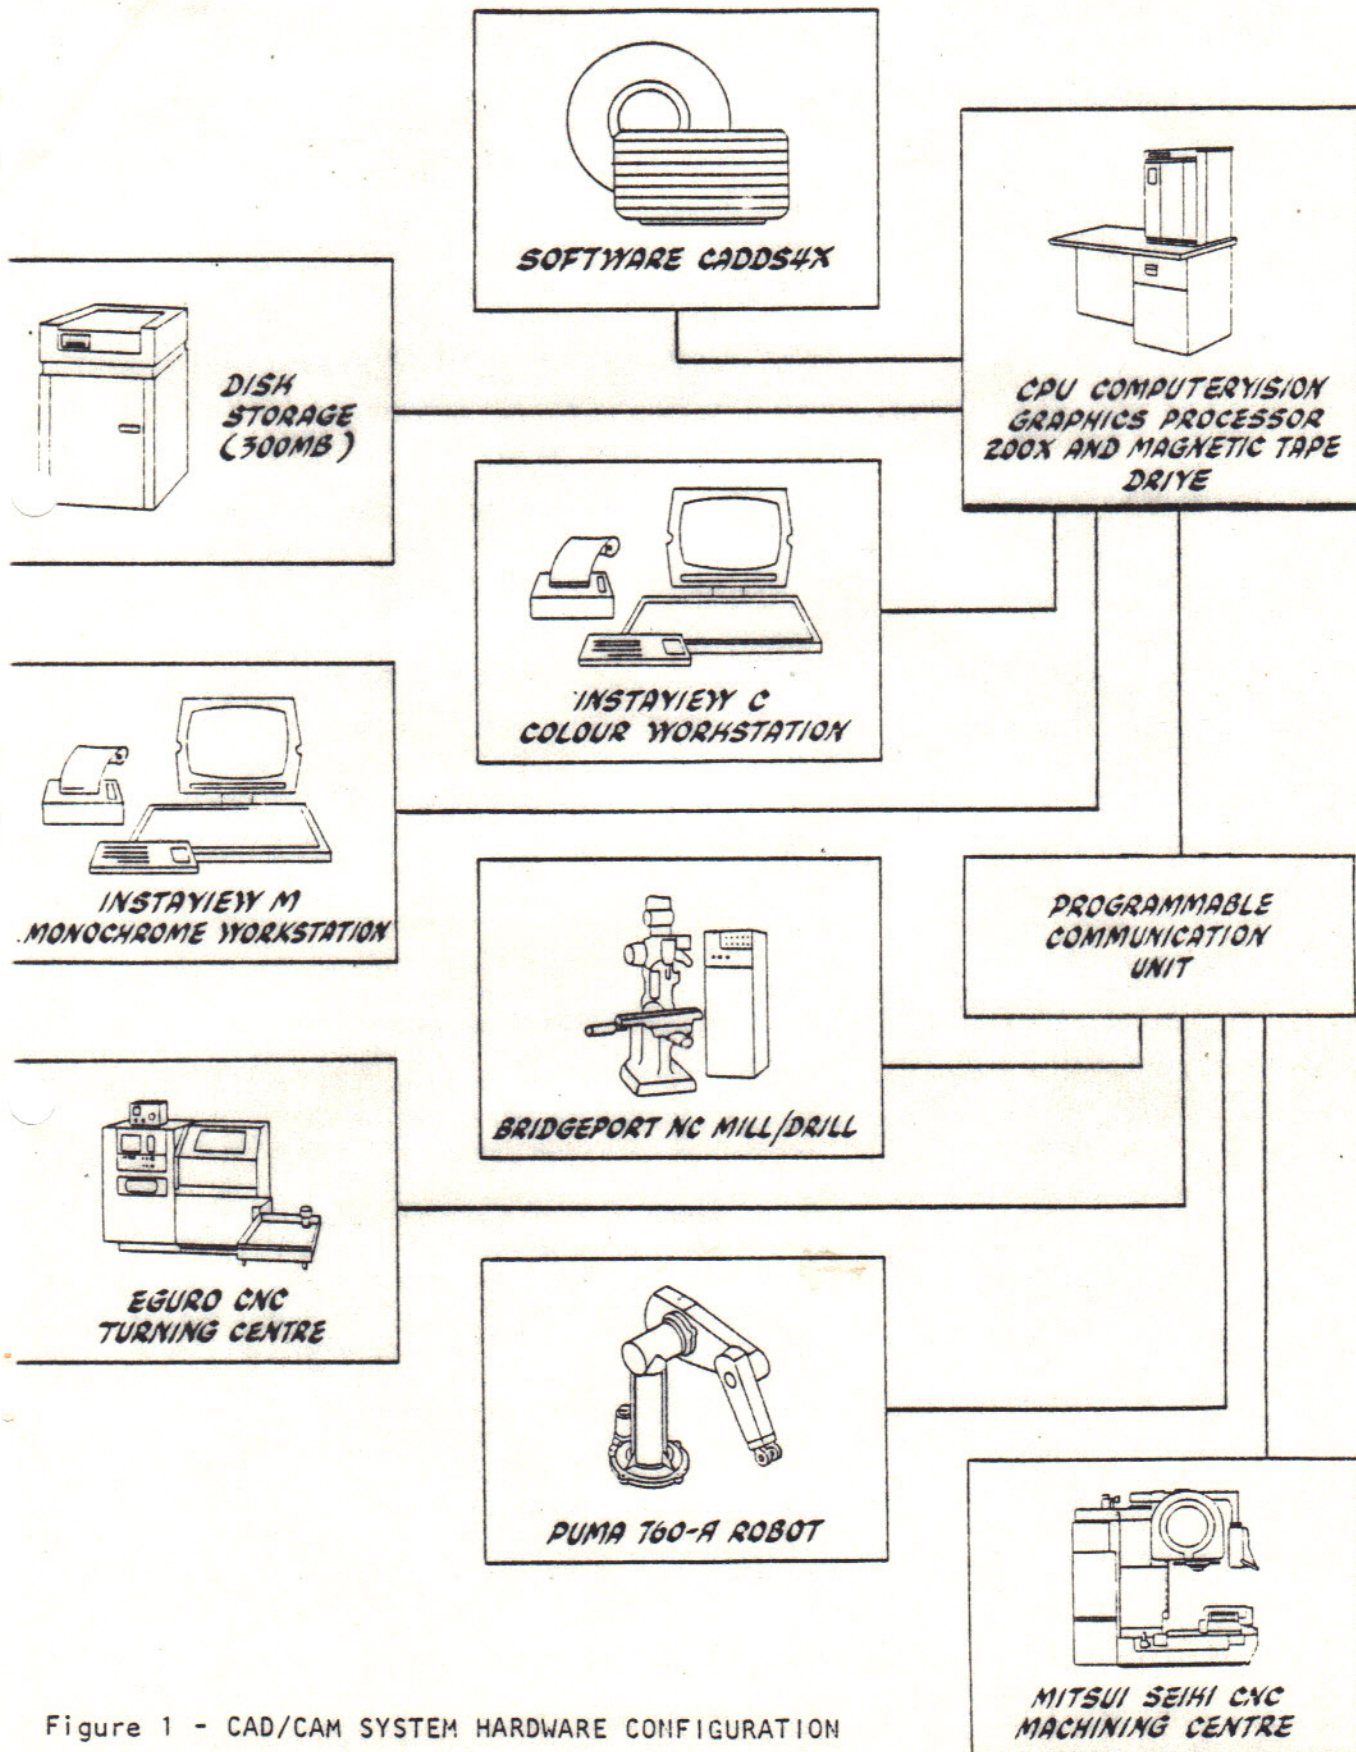 SOFTWARE CADDS4X
CPU COMPUTERVISION
GRAPHICS PROCESSOR
200X AND MAGNETIC TAPE
DRIVE
DISK
STORAGE
(300MB)
INSTAVIEW C
COLOUR WORKSTATION
INSTAVIEW M
MONOCHROME WORKSTATION
PROGRAMMABLE
COMMUNICATION
UNIT
BRIDGEPORT NC MILL/DRILL
EGURO CNC
TURNING CENTRE
PUMA 760-A ROBOT
MITSUI SEIKI CNC
MACHINING CENTRE
Figure 1 - CAD/CAM SYSTEM HARDWARE CONFIGURATION